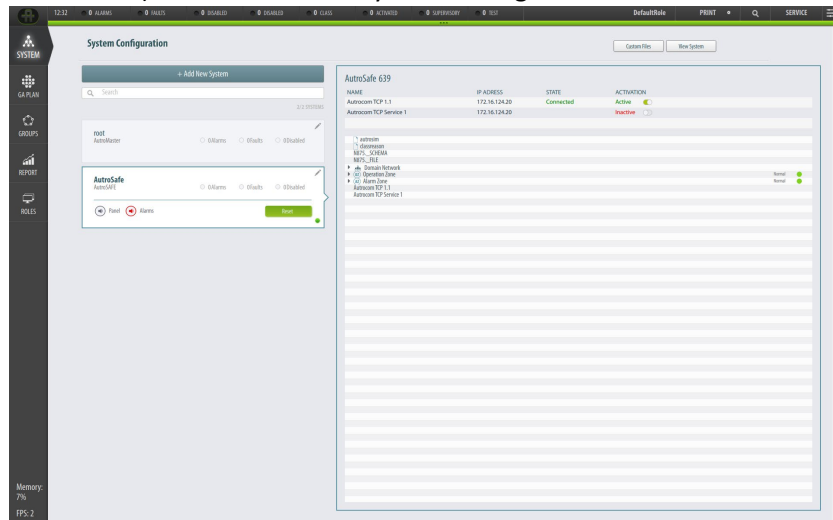 12:32 0 ALARMS 0 FAULTS 0 DISABLED 0 DISABLED 0 CLASS 0 ACTIVATED 0 SUPERVISORY 0 TEST DefaultRole PRINT SERVICE
SYSTEM
GA PLAN
GROUPS
REPORT
ROLES
Memory:
7%
FPS: 2
System Configuration
Custom Files View System
+ Add New System
Search
2/2 SYSTEMS
root
AutroMaster 0 Alarms 0 Faults 0 Disabled
AutroSafe
AutroSAFE 0 Alarms 0 Faults 0 Disabled
Panel Alarms Reset
AutroSafe 639
NAME IP ADRESS STATE ACTIVATION
Autrocom TCP 1.1 172.16.124.20 Connected Active
Autrocom TCP Service 1 172.16.124.20 Inactive
autrosim
classreason
N875_SCHEMA
N875_FILE
Domain Network
Operation Zone Normal
Alarm Zone Normal
Autrocom TCP 1.1
Autrocom TCP Service 1